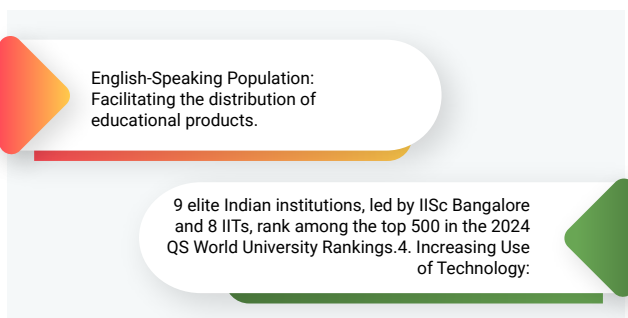 English-Speaking Population:
Facilitating the distribution of
educational products.
9 elite Indian institutions, led by IISc Bangalore
and 8 IITs, rank among the top 500 in the 2024
QS World University Rankings.4. Increasing Use
of Technology: